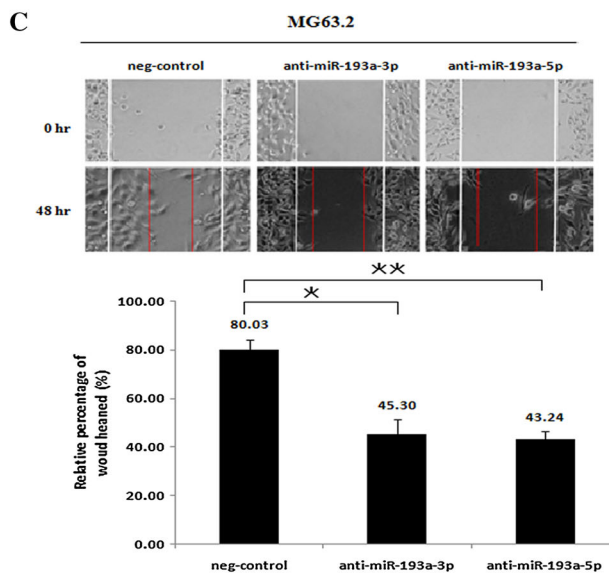 C
MG63.2
neg-control anti-miR-193a-3p anti-miR-193a-5p
0 hr
48 hr
**
*
100.00
80.00
60.00
40.00
20.00
0.00
Relative percentage of
woud heaned (%)
80.03
45.30
43.24
neg-control anti-miR-193a-3p anti-miR-193a-5p